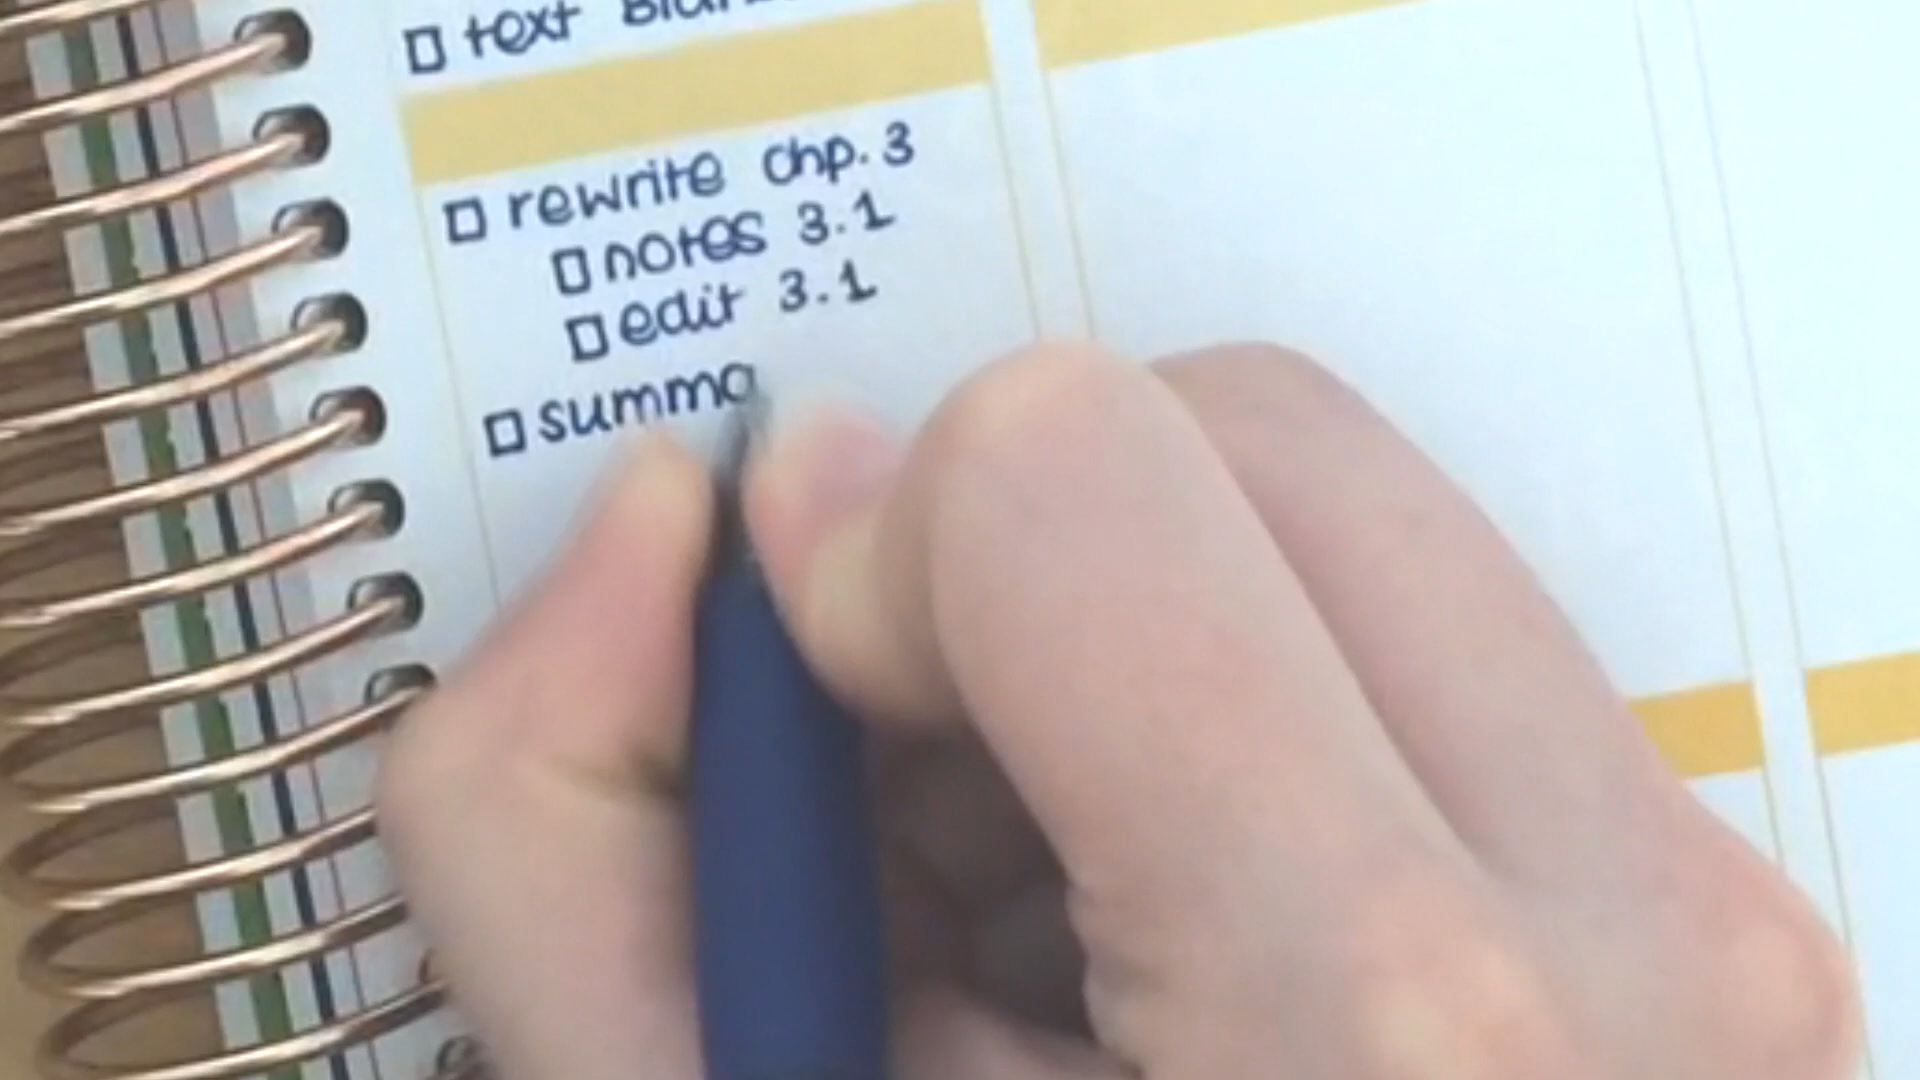 text
rewrite chp. 3
notes 3.1
edit 3.1
summa